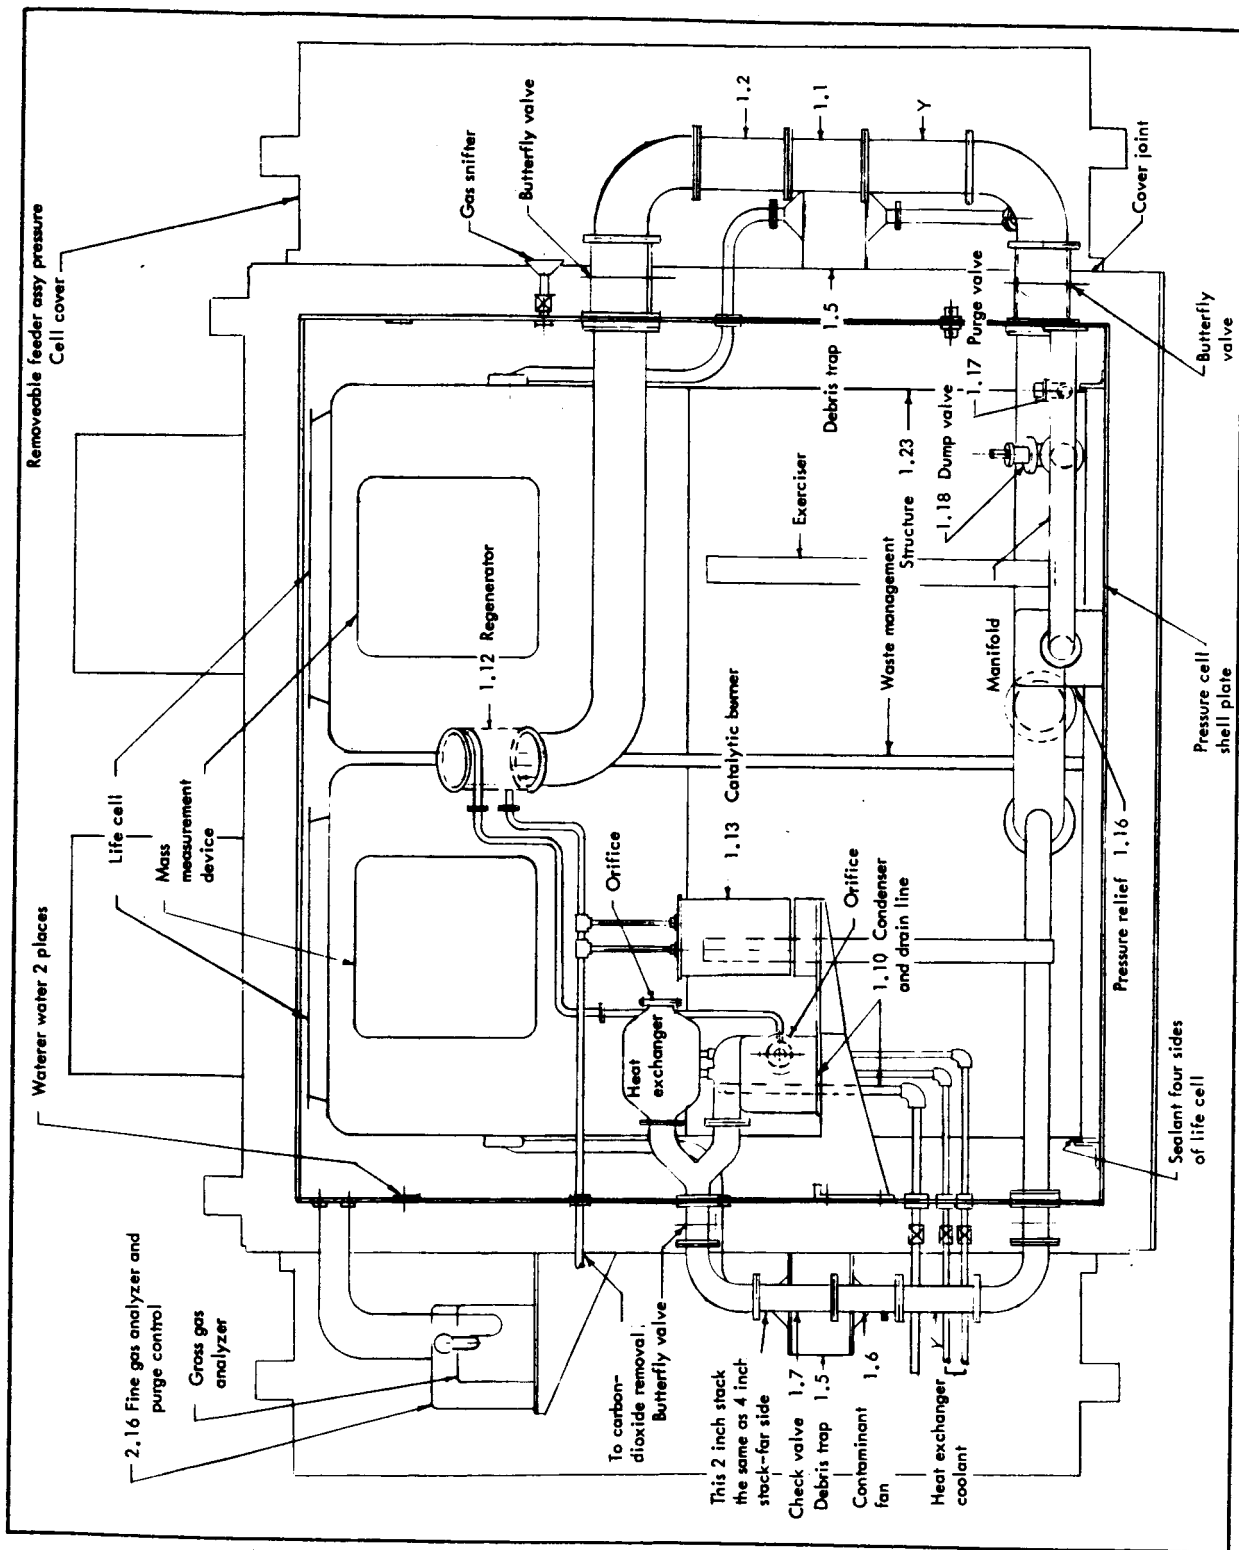 Removeable feeder assy pressure
Cell cover
Gas snifter
Butterfly valve
1.2
1.1
Y
Cover joint
Butterfly
valve
Debris trap 1.5
1.17 Purge valve
1.18 Dump valve
Structure 1.23
Waste management
Exerciser
Manifold
Pressure cell
shell plate
Life cell
Mass
measurement
device
1.12 Regenerator
1.13 Catalytic burner
Orifice
Orifice
1.10 Condenser
and drain line
Pressure relief 1.16
Heat
exchanger
Waterer water 2 places
Sealant four sides
of life cell
2.16 Fine gas analyzer and
purge control
Gross gas
analyzer
To carbon-
dioxide removal
Butterfly valve
This 2 inch stack
the same as 4 inch
stack-far side
Check valve 1.7
Debris trap 1.5
Contaminant 1.6
fan
Y
Heat exchanger
coolant